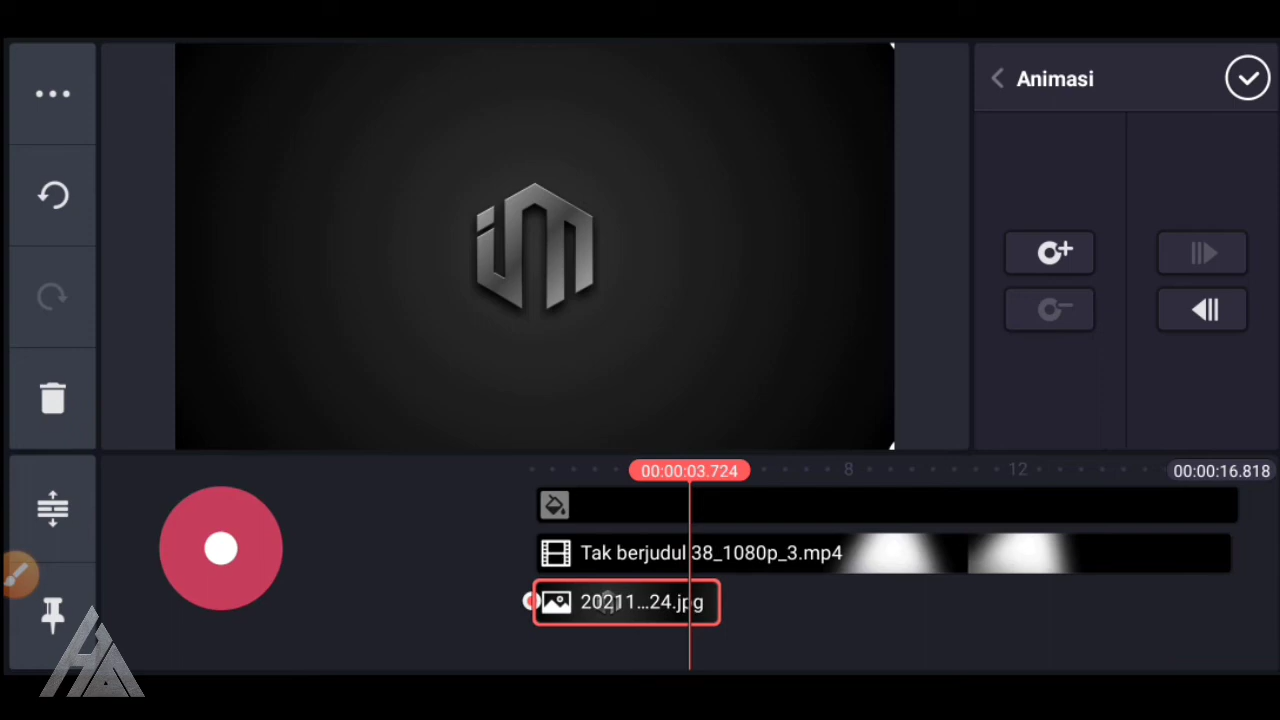 Animasi
00:00:03.724
8
12
00:00:16.818
Tak berjudul 38_1080p_3.mp4
20211...24.jpg